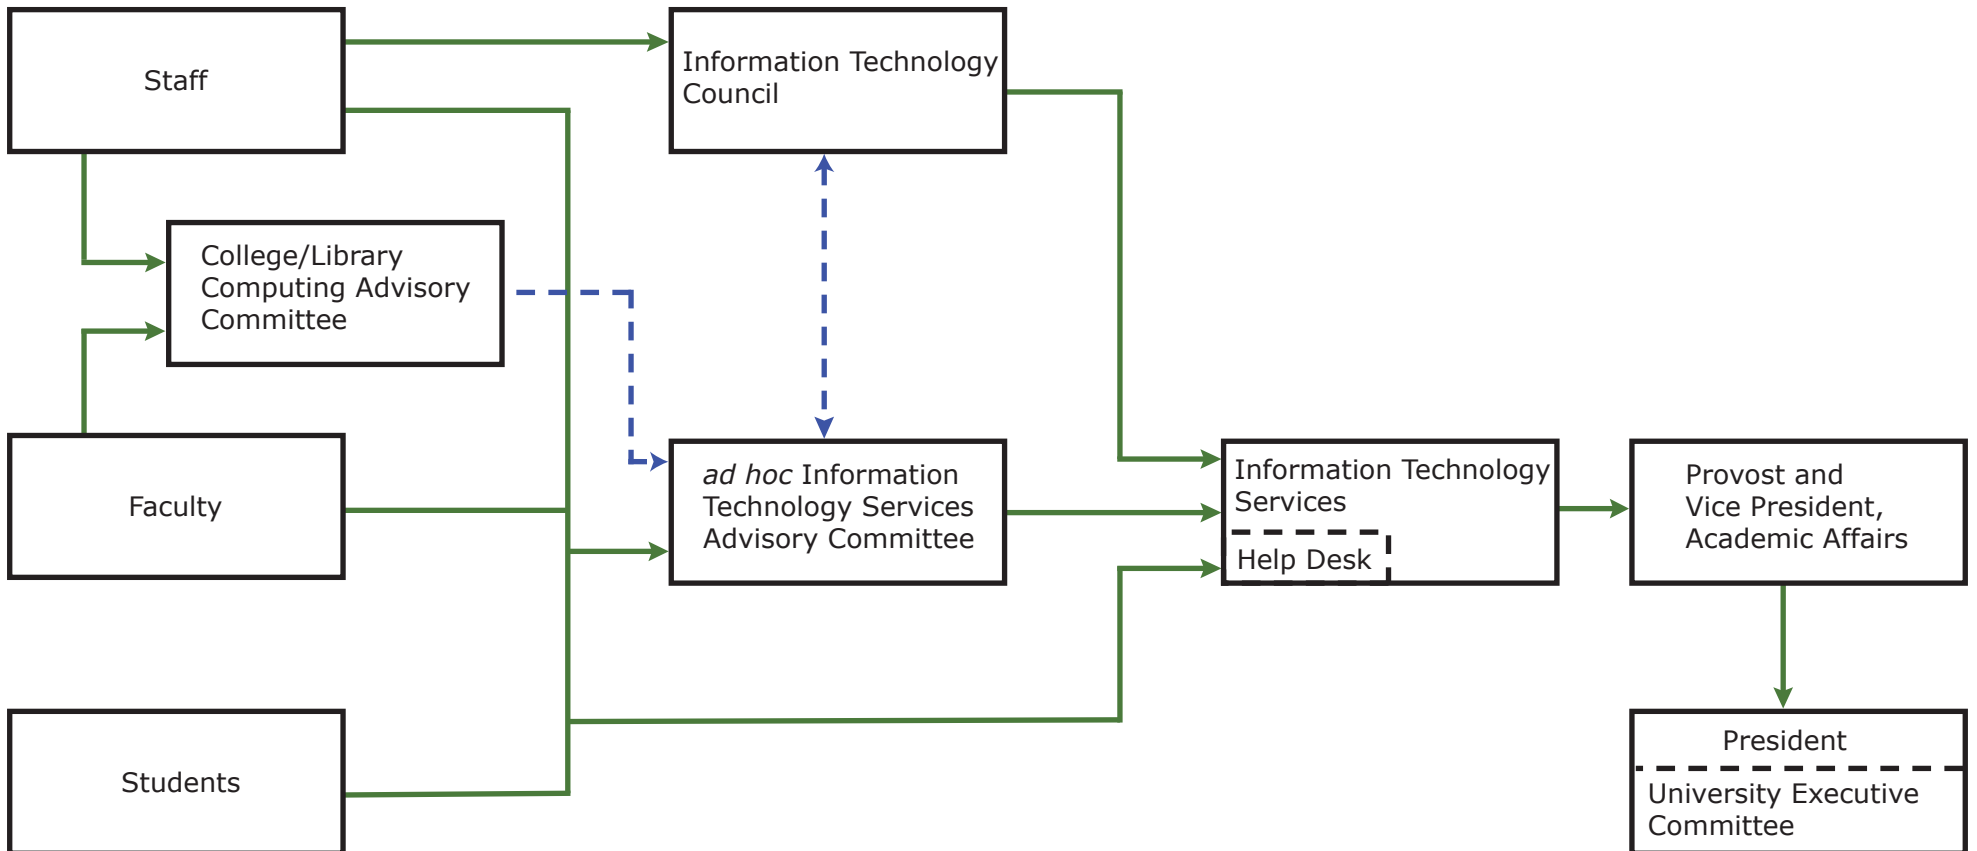 Staff
Information Technology
Council
College/Library
Computing Advisory
Committee
Faculty
ad hoc Information
Technology Services
Advisory Committee
Information Technology
Services
Help Desk
Provost and
Vice President,
Academic Affairs
Students
President
University Executive
Committee